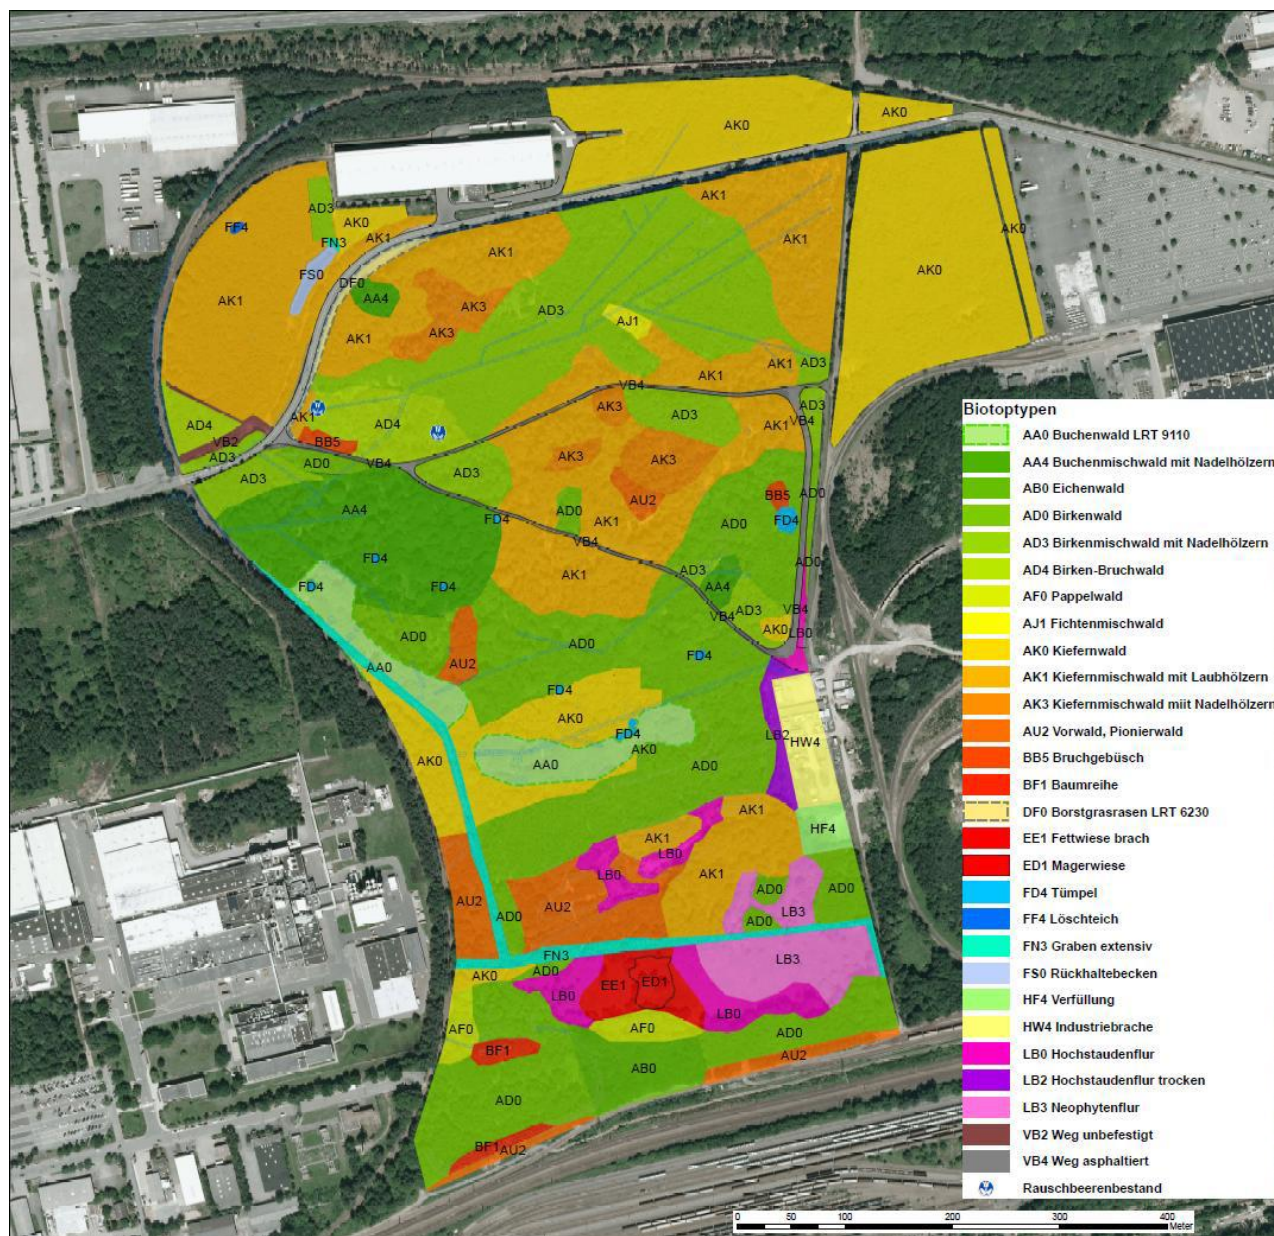 AK0
AK0
AK1
AD3
AK0
FF4
AK1
FN3
AK1
AK1
AK0
AK0
FS0
DF0
AA4
AK1
AK3
AD3
AK3
AJ1
AK1
AK1
AK1
AD3
VB4
AK3
AD3
AD3
VB4
AK1
AD4
AK1
AD4
VB2
BB5
AD3
AD0
VB4
AD3
AD3
AK3
AK3
AU2
BB5
AD0
AA4
FD4
AD0
AK1
VB4
AD0
FD4
FD4
FD4
FD4
AK1
AD3
AA4
AD0
AD3
VB4
VB4
AK0
LB0
AD0
AA0
AU2
AD0
FD4
FD4
AK0
FD4
AK0
AK0
AA0
AD0
LB2
HW4
AK1
AK1
HF4
LB0
LB0
AK1
AU2
AU2
AD0
AD0
AD0
LB3
AD0
FN3
AK0
AD0
LB0
EE1
ED1
LB3
LB0
AF0
AF0
AD0
BF1
AB0
AU2
AD0
BF1
AU2
Biotoptypen
AA0 Buchenwald LRT 9110
AA4 Buchenmischwald mit Nadelhölzern
AB0 Eichenwald
AD0 Birkenwald
AD3 Birkenmischwald mit Nadelhölzern
AD4 Birken-Bruchwald
AF0 Pappelwald
AJ1 Fichtenmischwald
AK0 Kiefernwald
AK1 Kiefernmischwald mit Laubhölzern
AK3 Kiefernmischwald miit Nadelhölzern
AU2 Vorwald, Pionierwald
BB5 Bruchgebüsch
BF1 Baumreihe
DF0 Borstgrasrasen LRT 6230
EE1 Fettwiese brach
ED1 Magerwiese
FD4 Tümpel
FF4 Löschteich
FN3 Graben extensiv
FS0 Rückhaltebecken
HF4 Verfüllung
HW4 Industriebrache
LB0 Hochstaudenflur
LB2 Hochstaudenflur trocken
LB3 Neophytenflur
VB2 Weg unbefestigt
VB4 Weg asphaltiert
Rauschbeerenbestand
0 50 100 200 300 400
Meter